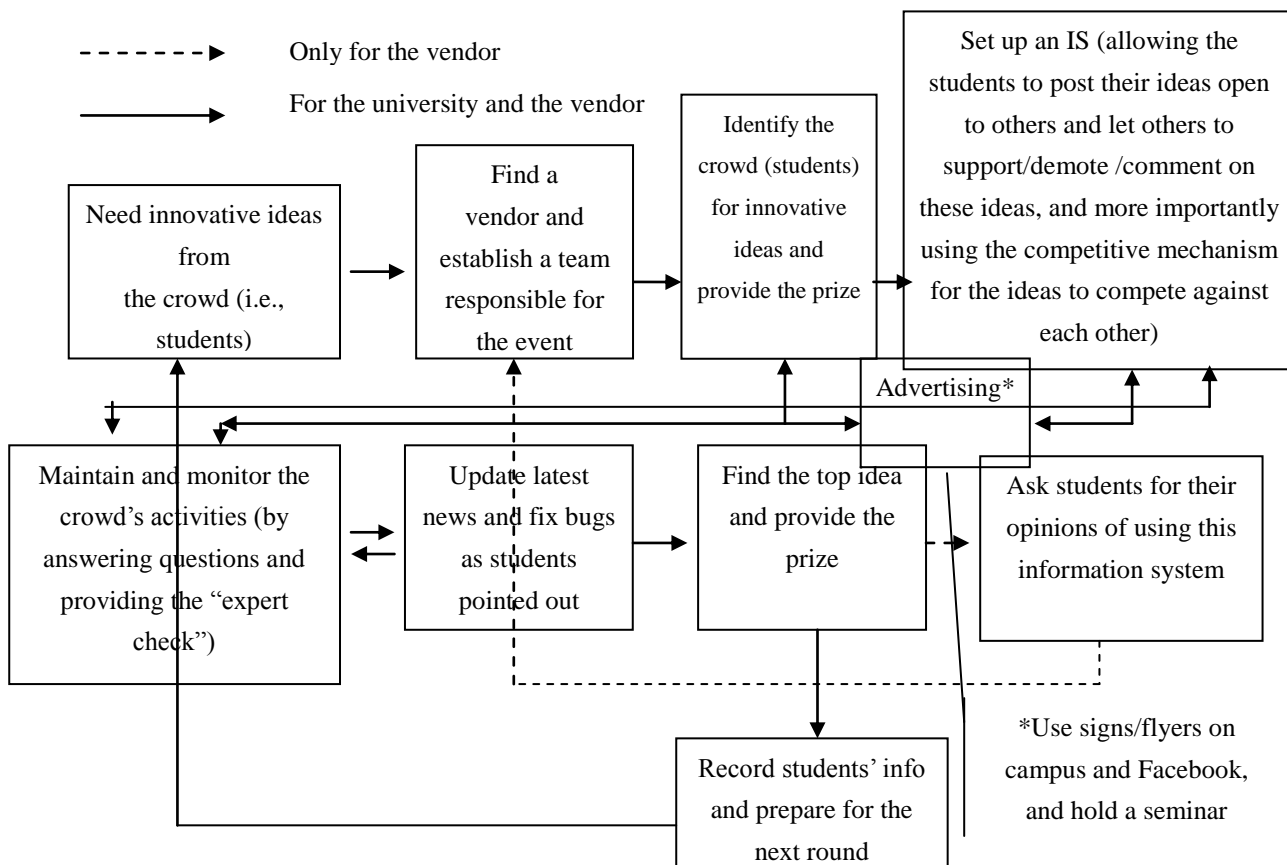 Only for the vendor
For the university and the vendor
Need innovative ideas
from
the crowd (i.e.,
students)
Find a
vendor and
establish a team
responsible for
the event
Identify the
crowd (students)
for innovative
ideas and
provide the prize
Set up an IS (allowing the
students to post their ideas open
to others and let others to
support/demote /comment on
these ideas, and more importantly
using the competitive mechanism
for the ideas to compete against
each other)
Advertising*
Maintain and monitor the
crowd’s activities (by
answering questions and
providing the “expert
check”)
Update latest
news and fix bugs
as students
pointed out
Find the top idea
and provide the
prize
Ask students for their
opinions of using this
information system
Record students’ info
and prepare for the
next round
*Use signs/flyers on
campus and Facebook,
and hold a seminar